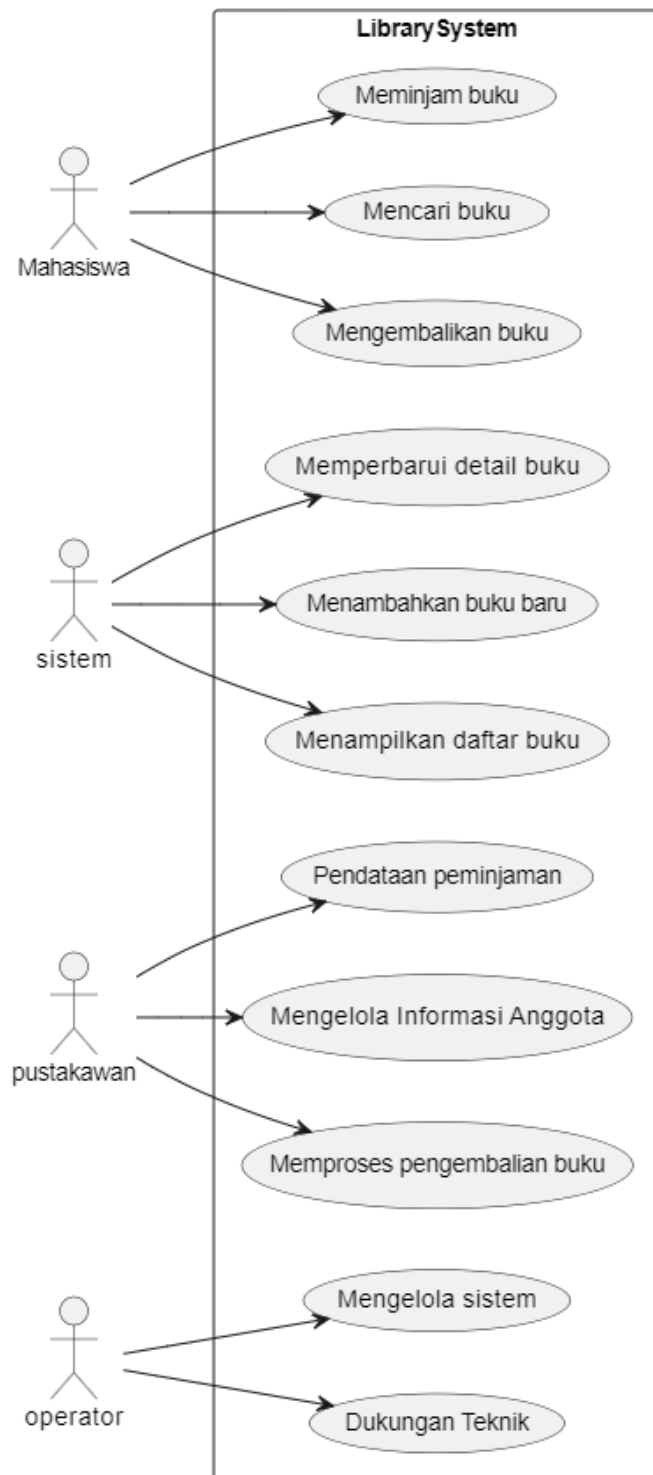 LibrarySystem
Meminjam buku
Mencari buku
Mahasiswa
Mengembalikan buku
Memperbarui detail buku
Menambahkan buku baru
sistem
Menampilkan daftar buku
Pendataan peminjaman
Mengelola Informasi Anggota
pustakawan
Memproses pengembalian buku
Mengelola sistem
operator
Dukungan Teknik